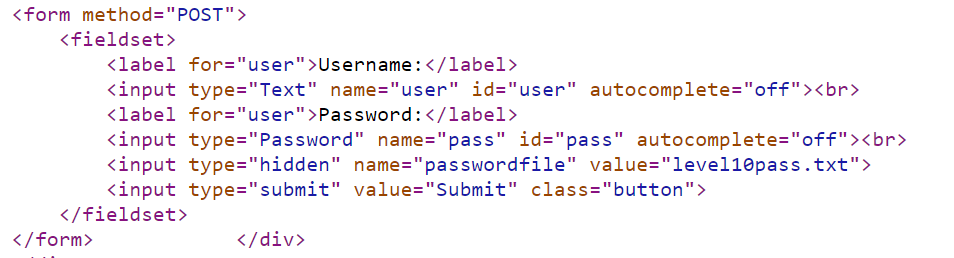 <form method="POST">
<fieldset>
<label for="user">Username:</label>
<input type="Text" name="user" id="user" autocomplete="off"><br>
<label for="user">Password:</label>
<input type="Password" name="pass" id="pass" autocomplete="off"><br>
<input type="hidden" name="passwordfile" value="level10pass.txt">
<input type="submit" value="Submit" class="button">
</fieldset>
</form> </div>